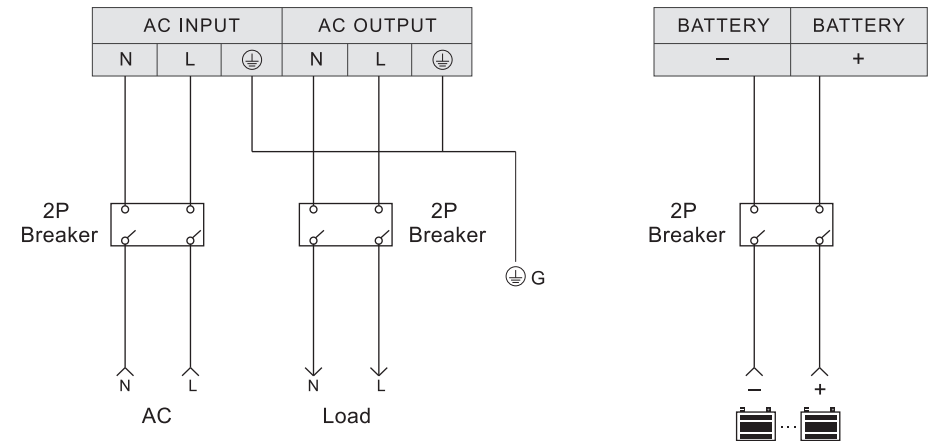 AC INPUT AC OUTPUT
N L N L
BATTERY BATTERY
− +
2P
Breaker
2P
Breaker
2P
Breaker
G
N L
AC
N L
Load
− +
...